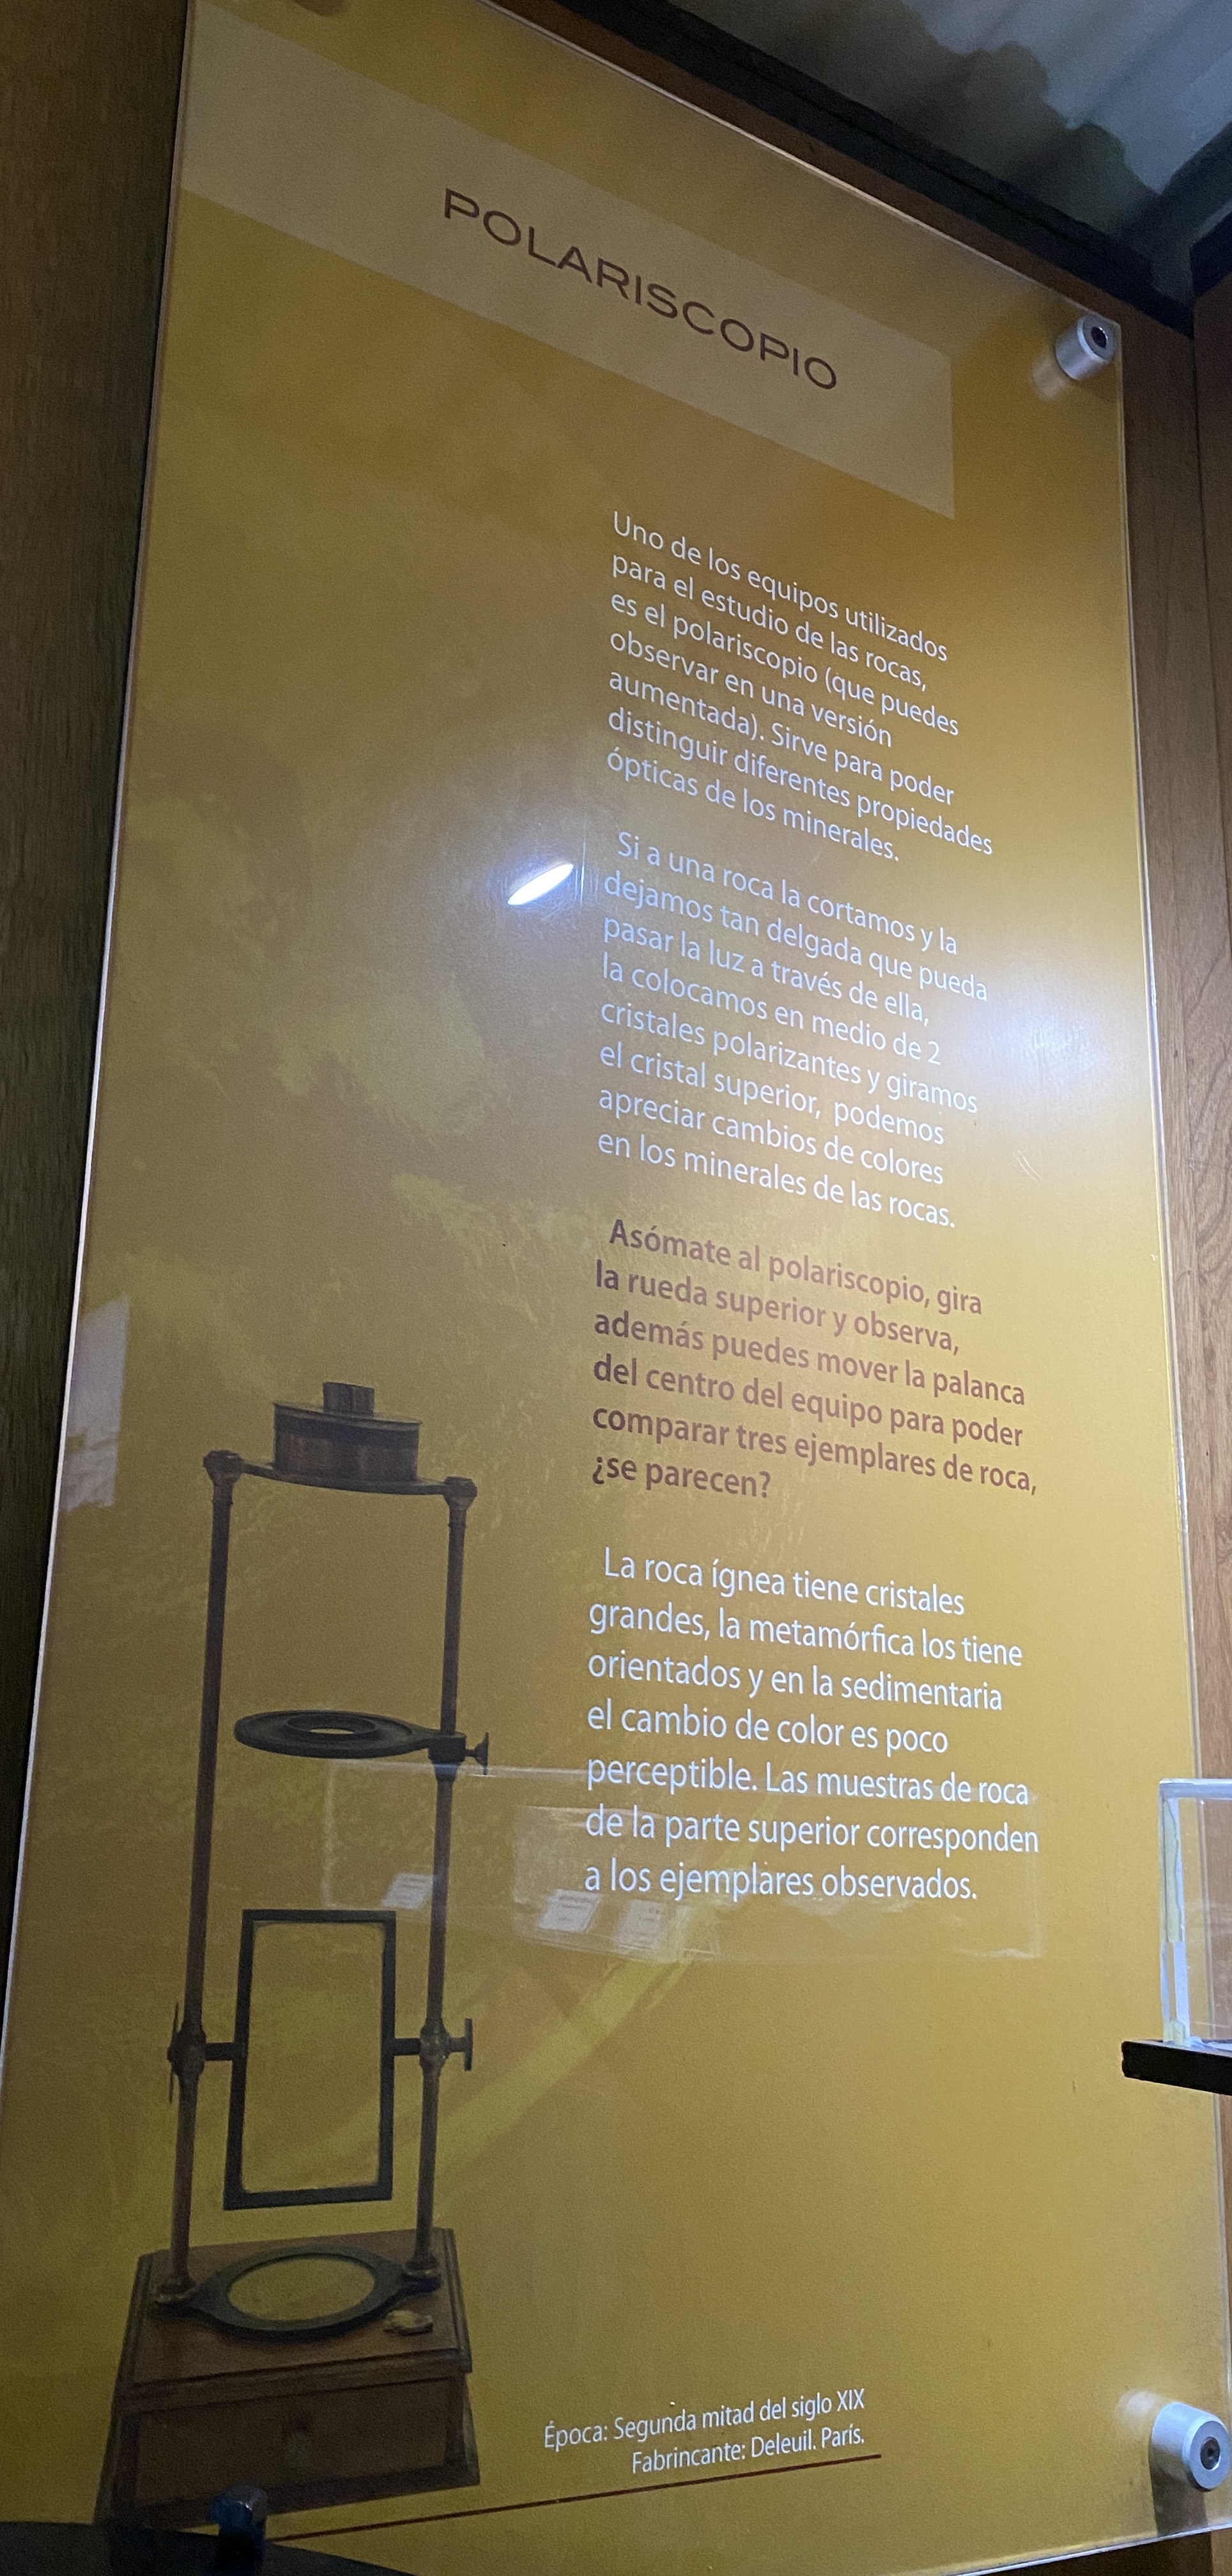 POLARISCOPIO
Uno de los equipos utilizados
para el estudio de las rocas,
es el polariscopio (que puedes
observar en una versión
aumentada). Sirve para poder
distinguir diferentes propiedades
ópticas de los minerales.
Si a una roca la cortamos y la
dejamos tan delgada que pueda
pasar la luz a través de ella,
la colocamos en medio de 2
cristales polarizantes y giramos
el cristal superior, podemos
apreciar cambios de colores
en los minerales de las rocas.
Asómate al polariscopio, gira
la rueda superior y observa,
además puedes mover la palanca
del centro del equipo para poder
comparar tres ejemplares de roca,
¿se parecen?
La roca ígnea tiene cristales
grandes, la metamórfica los tiene
orientados y en la sedimentaria
el cambio de color es poco
perceptible. Las muestras de roca
de la parte superior corresponden
a los ejemplares observados.
Época: Segunda mitad del siglo XIX
Fabrincante: Deleuil. París.